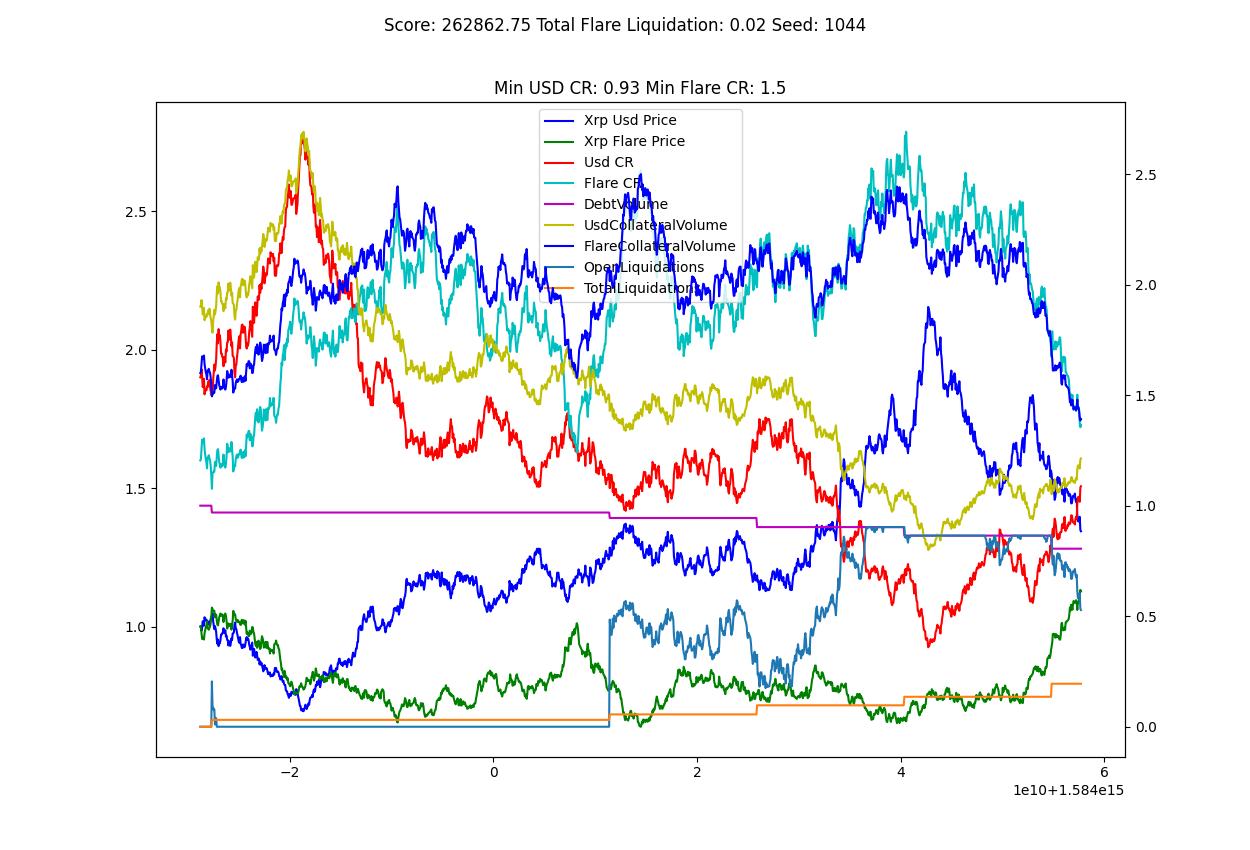 Score: 262862.75 Total Flare Liquidation: 0.02 Seed: 1044
Min USD CR: 0.93 Min Flare CR: 1.5
Xrp Usd Price
Xrp Flare Price
Usd CR
Flare CR
DebtVolume
UsdCollateralVolume
FlareCollateralVolume
OpenLiquidations
TotalLiquidations
2.5
2.0
1.5
1.0
2.5
2.0
1.5
1.0
0.5
0.0
−2 0 2 4 6
1e10+1.584e15